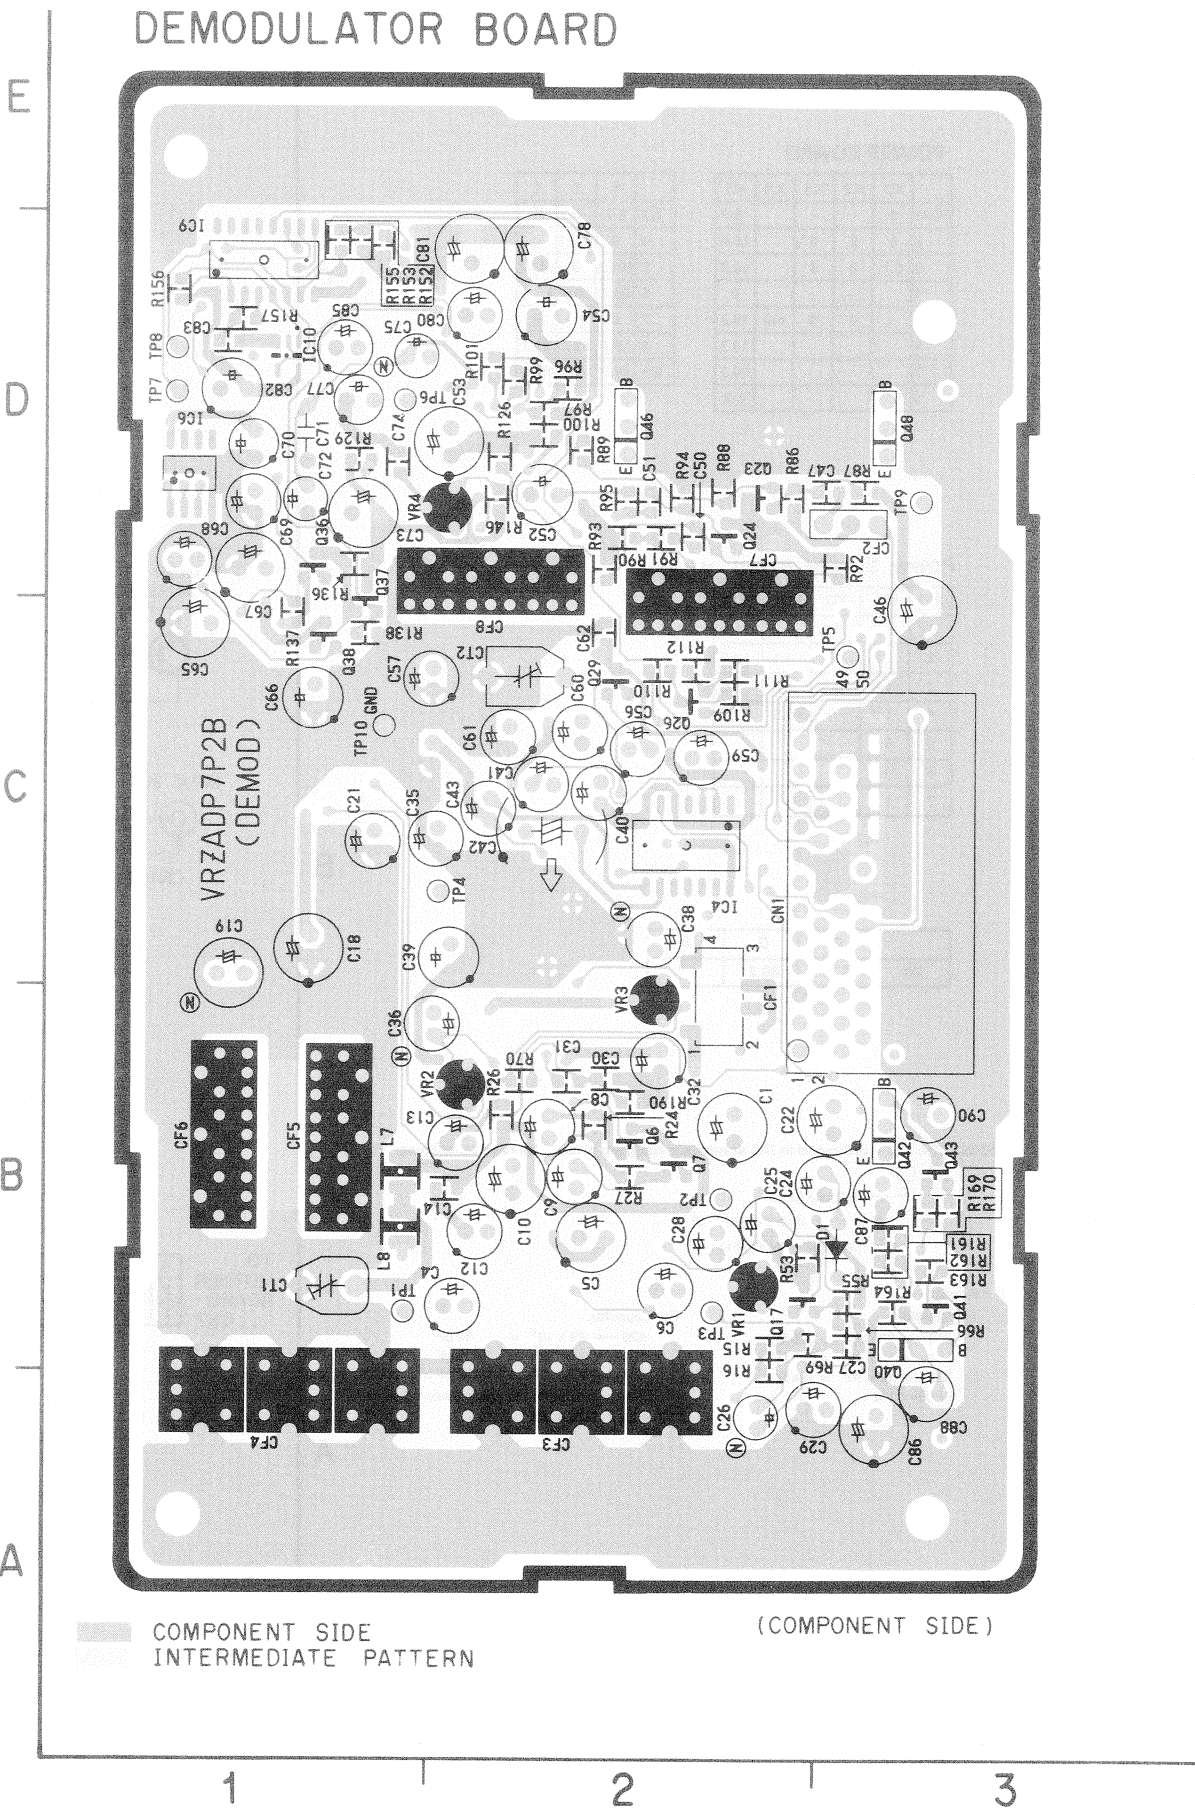 DEMODULATOR BOARD
E
IC9
C81
C78
R155
R153
R152
R156
C83
R157
C85
C75
C80
C54
TP8
IC10
N
R101
R99
R96
TP7
C82
C77
TP6
C53
R126
R97
R100
B
B
D
IC6
C70
C71
C72
R129
C74
R89
Q46
Q48
E
C51
R94
C50
R88
Q23
R86
C47
R87
E
TP9
R95
C68
C69
Q36
C73
VR4
R146
C52
R93
R90
R91
Q24
CF7
CF2
R92
C67
R136
Q37
C65
R137
Q38
R138
CF8
C62
R112
TP5
C46
C66
C57
CT2
C60
Q29
R110
R111
49
50
GND
TP10
C61
C56
Q26
R109
C59
VRZADP7P2B
(DEMOD)
C
C21
C35
C43
C41
C42
C40
TP4
IC4
CN1
C19
C18
C39
N
C38
4
3
N
C36
N
VR3
CF1
1
2
CF6
CF5
L7
VR2
R26
R70
C31
C30
C32
C8
R190
C1
1
2
C13
Q6
R24
C22
B
C90
E
Q42
Q43
B
C14
C10
C9
R27
Q7
TP2
C25
C24
R169
R170
L8
C12
C5
C28
D1
C87
R161
R162
R163
CT1
TP1
C4
C6
TP3
VR1
R53
R55
R164
Q41
Q17
R15
R16
R69
C27
R66
E
Q40
B
CF4
CF3
C26
N
C29
C86
C88
A
COMPONENT SIDE
INTERMEDIATE PATTERN
(COMPONENT SIDE)
1
2
3